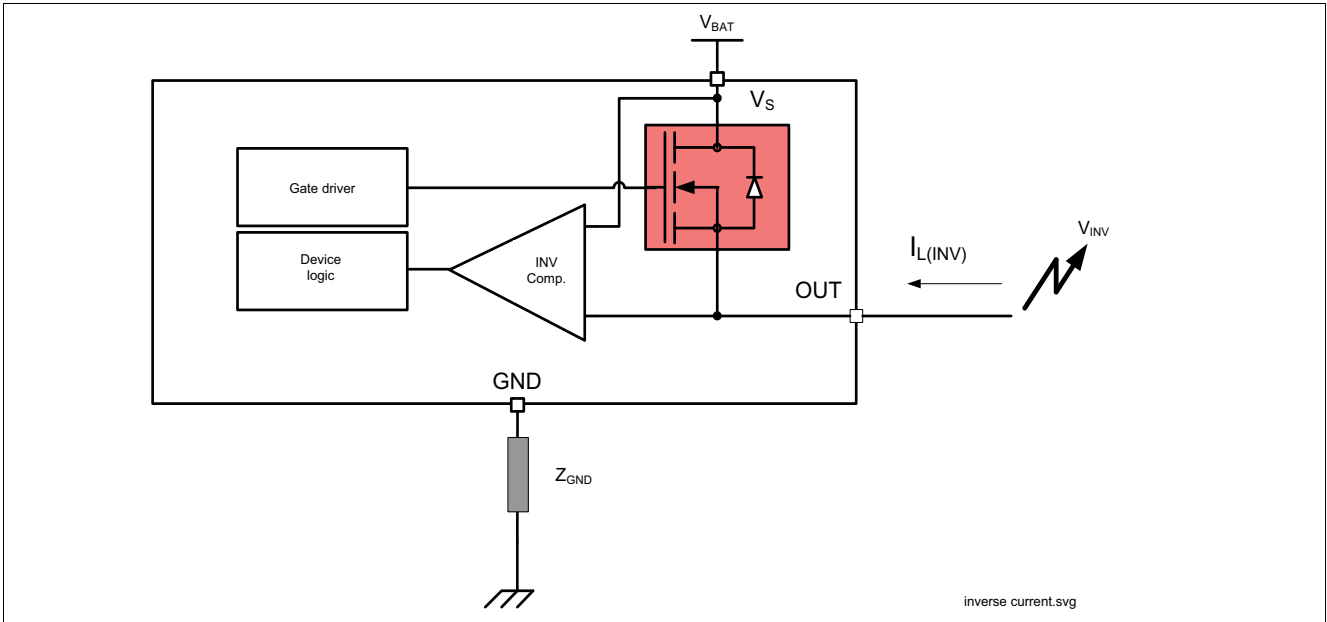 VBAT
VS
Gate driver
Device
logic
INV
Comp.
IL(INV)
VINV
OUT
GND
ZGND
inverse current.svg